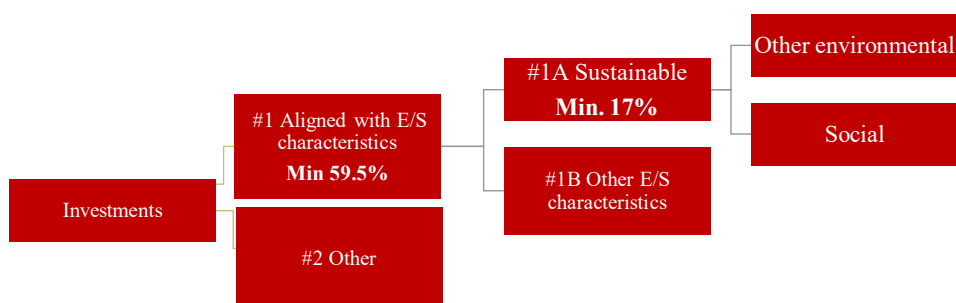 Investments
#1 Aligned with E/S
characteristics
Min 59.5%
#2 Other
#1A Sustainable
Min. 17%
#1B Other E/S
characteristics
Other environmental
Social